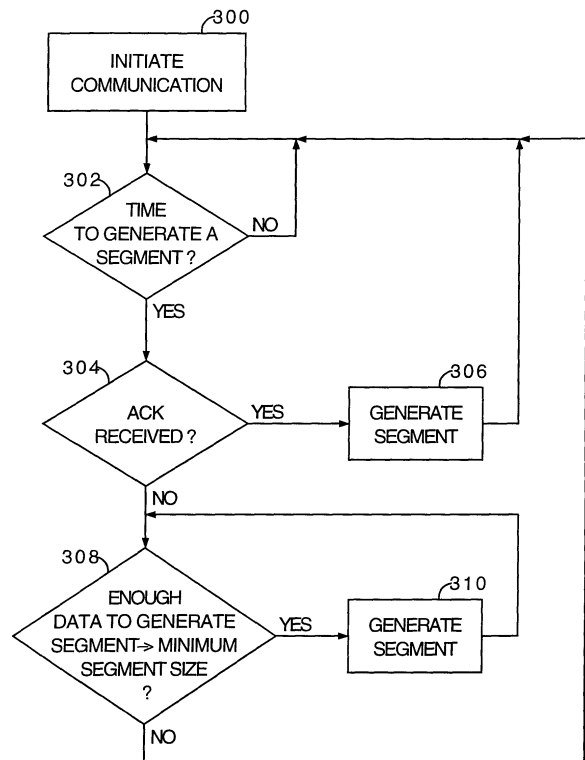 300
INITIATE
COMMUNICATION
302
TIME
TO GENERATE A
SEGMENT ?
NO
YES
304
ACK
RECEIVED ?
YES
306
GENERATE
SEGMENT
NO
308
ENOUGH
DATA TO GENERATE
SEGMENT-> MINIMUM
SEGMENT SIZE
?
YES
310
GENERATE
SEGMENT
NO